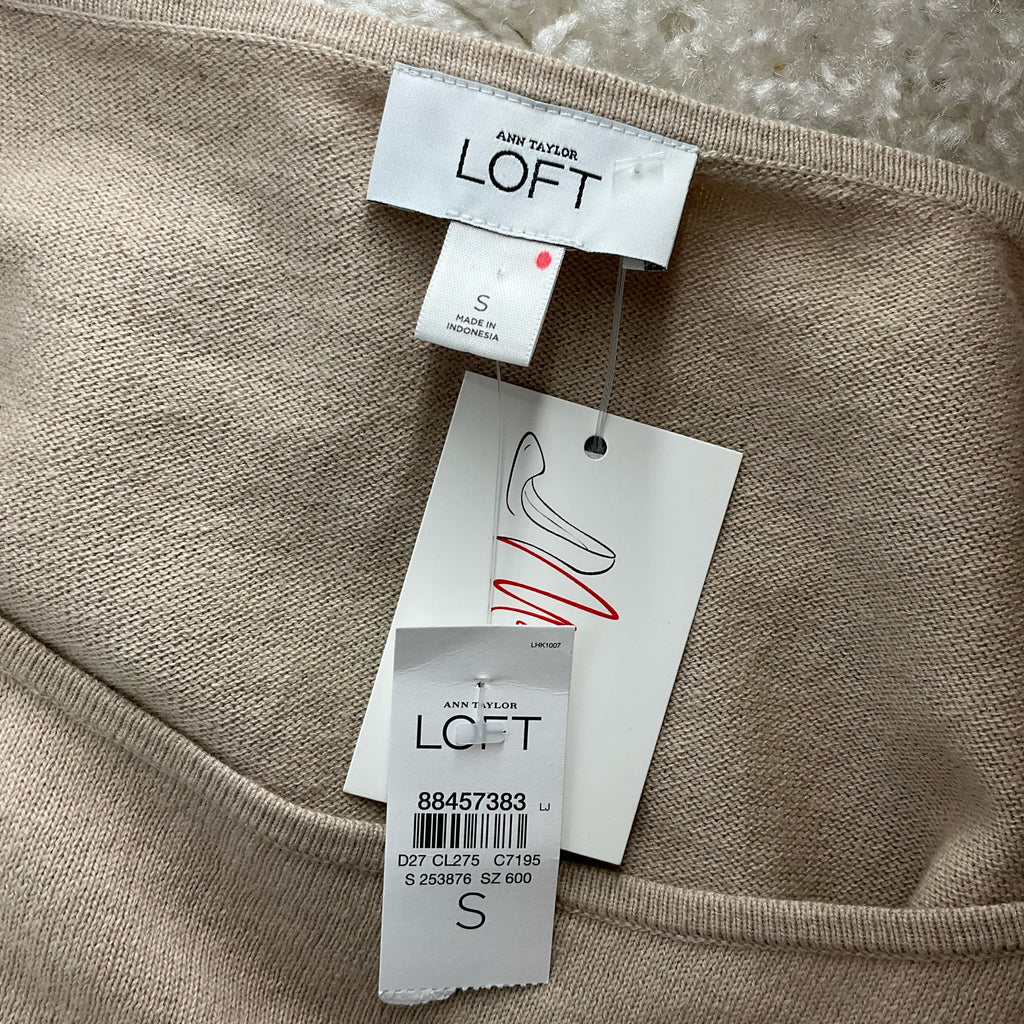 ANN TAYLOR
LOFT
S
MADE IN
INDONESIA
LHK1007
ANN TAYLOR
LOFT
88457383 LJ
D27 CL275 C7195
S 253876 SZ 600
S